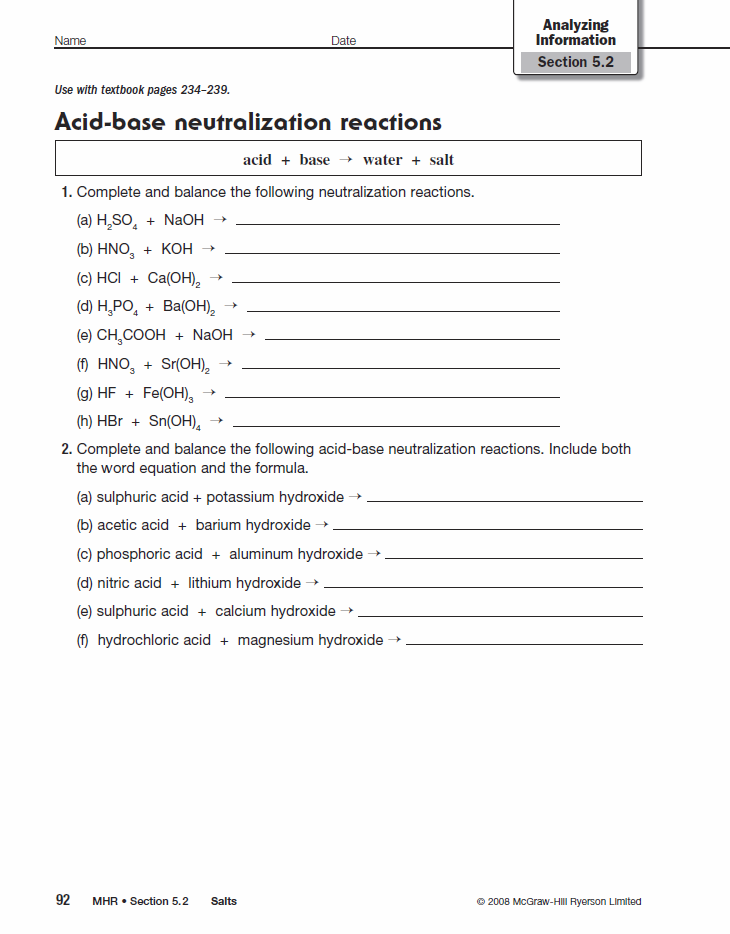 Name Date
Analyzing
Information
Section 5.2
Use with textbook pages 234–239.
Acid-base neutralization reactions
acid + base → water + salt
1. Complete and balance the following neutralization reactions.
(a) H₂SO₄ + NaOH →
(b) HNO₃ + KOH →
(c) HCl + Ca(OH)₂ →
(d) H₃PO₄ + Ba(OH)₂ →
(e) CH₃COOH + NaOH →
(f) HNO₃ + Sr(OH)₂ →
(g) HF + Fe(OH)₃ →
(h) HBr + Sn(OH)₄ →
2. Complete and balance the following acid-base neutralization reactions. Include both
the word equation and the formula.
(a) sulphuric acid + potassium hydroxide →
(b) acetic acid + barium hydroxide →
(c) phosphoric acid + aluminum hydroxide →
(d) nitric acid + lithium hydroxide →
(e) sulphuric acid + calcium hydroxide →
(f) hydrochloric acid + magnesium hydroxide →
92 MHR • Section 5.2 Salts © 2008 McGraw-Hill Ryerson Limited